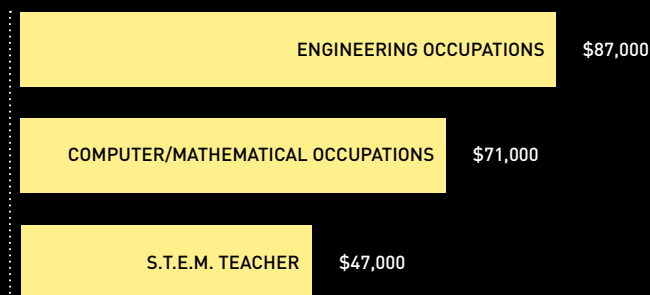 ENGINEERING OCCUPATIONS $87,000
COMPUTER/MATHEMATICAL OCCUPATIONS $71,000
S.T.E.M. TEACHER $47,000